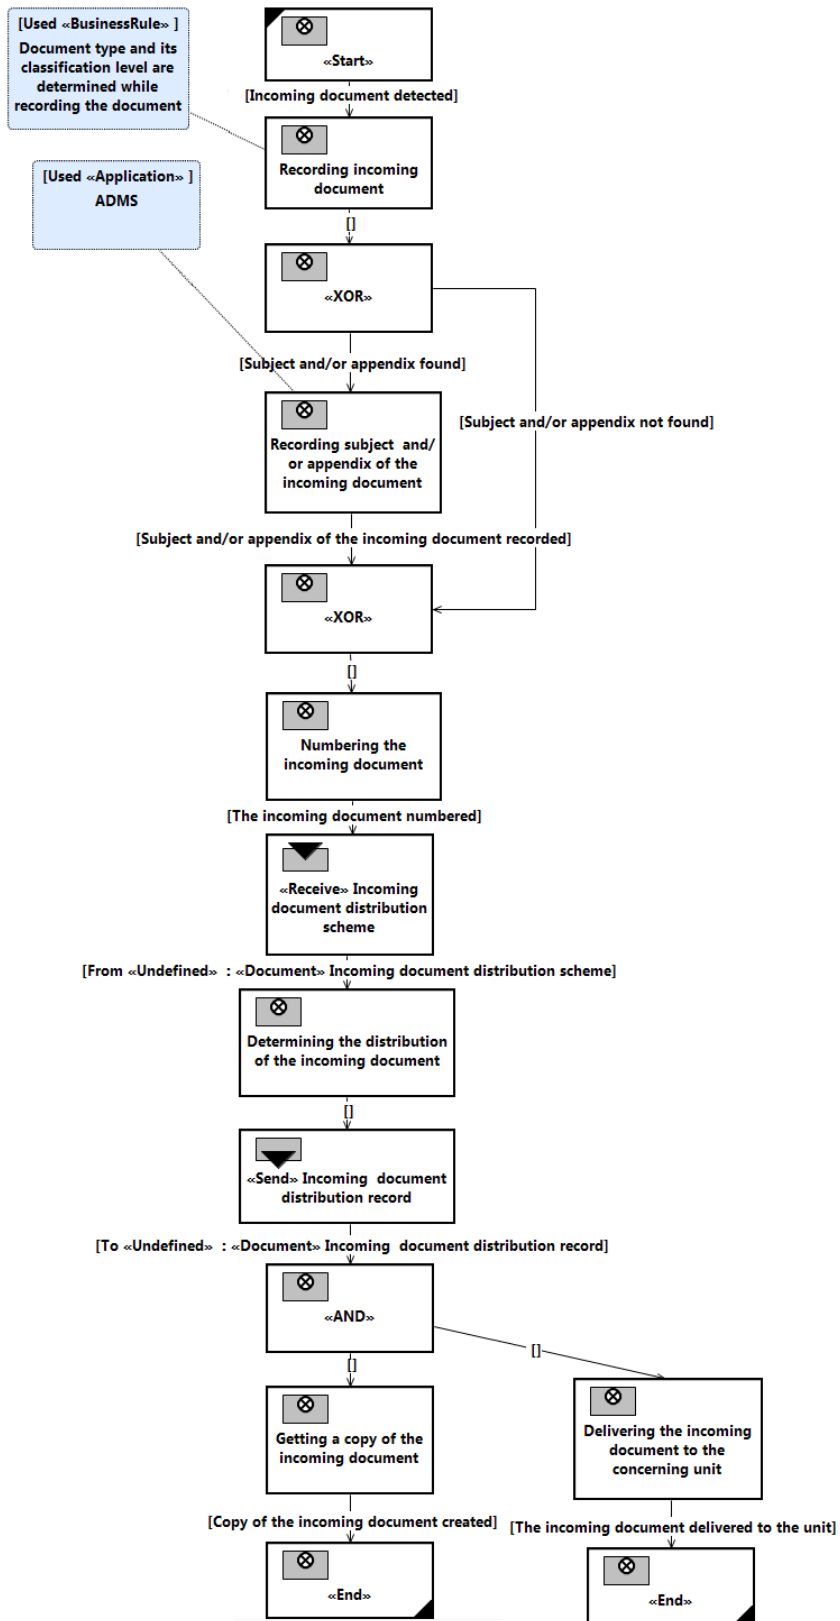 [Used «BusinessRule» ]
Document type and its
classification level are
determined while
recording the document
«Start»
[Incoming document detected]
Recording incoming
document
[Used «Application» ]
ADMS
[]
«XOR»
[Subject and/or appendix found]
[Subject and/or appendix not found]
Recording subject and/
or appendix of the
incoming document
[Subject and/or appendix of the incoming document recorded]
«XOR»
[]
Numbering the
incoming document
[The incoming document numbered]
«Receive» Incoming
document distribution
scheme
[From «Undefined» : «Document» Incoming document distribution scheme]
Determining the distribution
of the incoming document
[]
«Send» Incoming document
distribution record
[To «Undefined» : «Document» Incoming document distribution record]
«AND»
[]
[]
Getting a copy of the
incoming document
Delivering the incoming
document to the
concerning unit
[Copy of the incoming document created]
[The incoming document delivered to the unit]
«End»
«End»